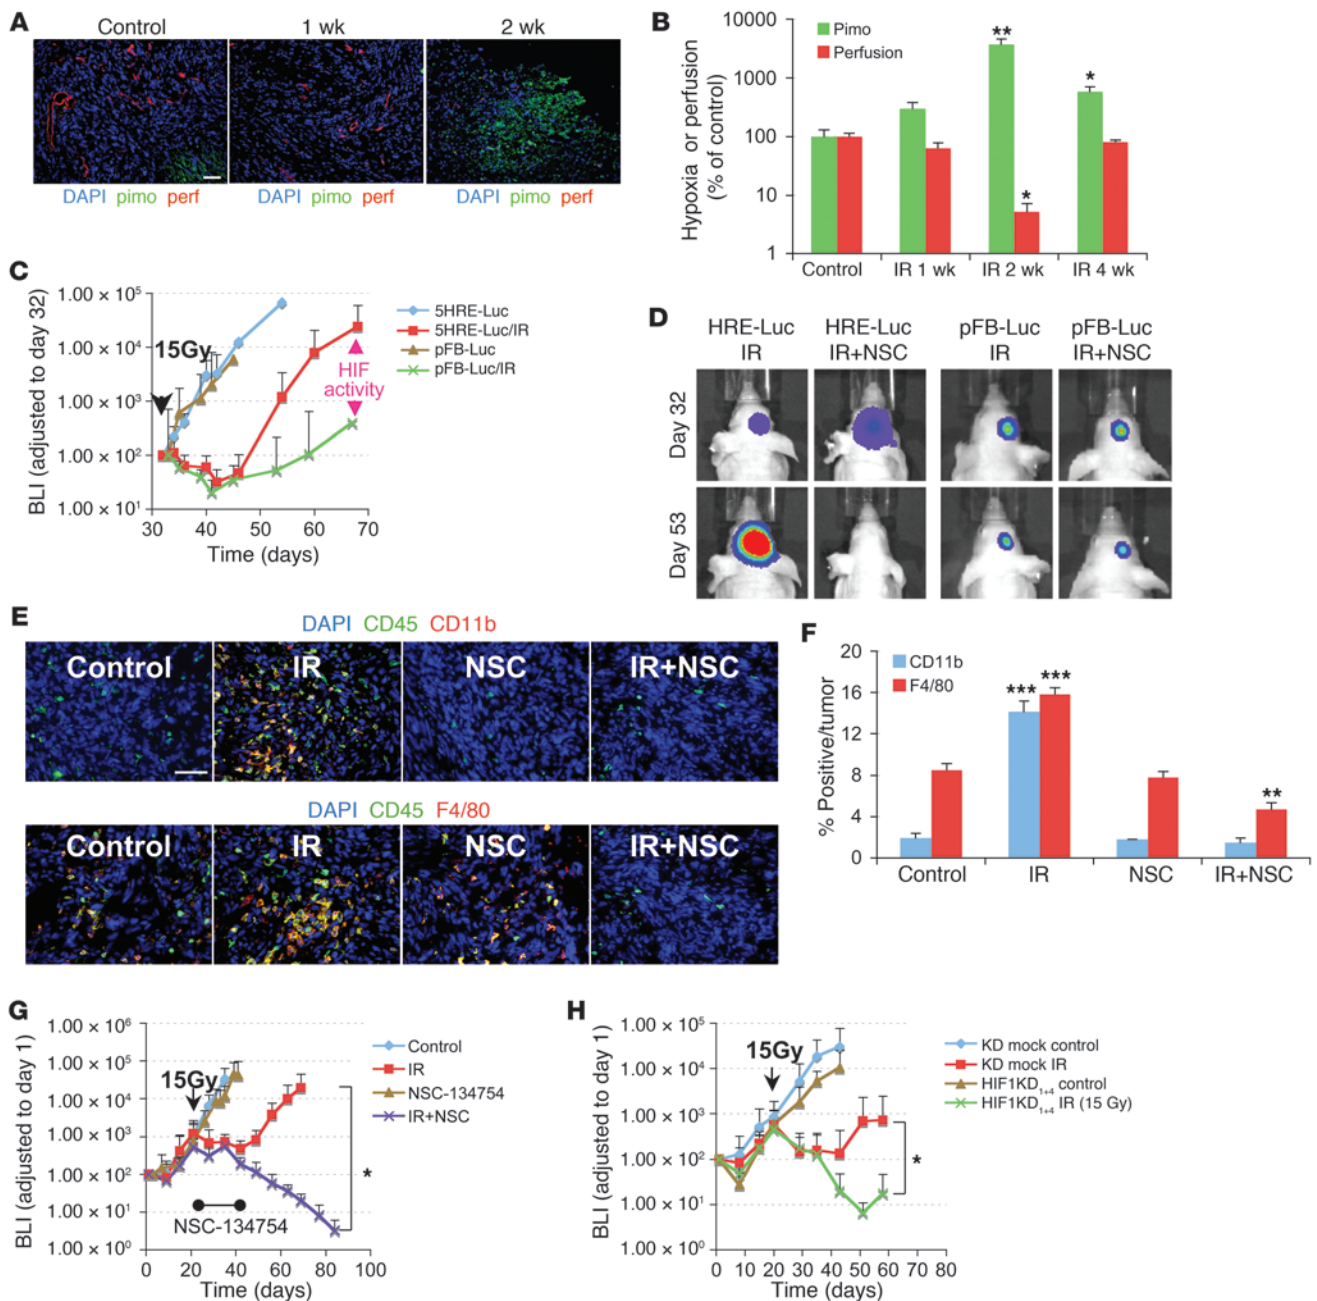 A
Control
1 wk
2 wk
DAPI pimo perf
DAPI pimo perf
DAPI pimo perf
B
Hypoxia or perfusion
(% of control)
10000
1000
100
10
1
Pimo
Perfusion
**
*
*
Control
IR 1 wk
IR 2 wk
IR 4 wk
C
BLI (adjusted to day 32)
1.00 × 10⁵
1.00 × 10⁴
1.00 × 10³
1.00 × 10²
1.00 × 10¹
15Gy
5HRE-Luc
5HRE-Luc/IR
pFB-Luc
pFB-Luc/IR
HIF
activity
30 40 50 60 70
Time (days)
D
HRE-Luc
IR
HRE-Luc
IR+NSC
pFB-Luc
IR
pFB-Luc
IR+NSC
Day 32
Day 53
E
DAPI CD45 CD11b
Control
IR
NSC
IR+NSC
DAPI CD45 F4/80
Control
IR
NSC
IR+NSC
F
% Positive/tumor
20
16
12
8
4
0
CD11b
F4/80
***
***
**
Control
IR
NSC
IR+NSC
G
BLI (adjusted to day 1)
1.00 × 10⁶
1.00 × 10⁵
1.00 × 10⁴
1.00 × 10³
1.00 × 10²
1.00 × 10¹
1.00 × 10⁰
15Gy
NSC-134754
Control
IR
NSC-134754
IR+NSC
*
0 20 40 60 80 100
Time (days)
H
BLI (adjusted to day 1)
1.00 × 10⁵
1.00 × 10⁴
1.00 × 10³
1.00 × 10²
1.00 × 10¹
1.00 × 10⁰
15Gy
KD mock control
KD mock IR
HIF1KD₁₊₄ control
HIF1KD₁₊₄ IR (15 Gy)
*
0 10 20 30 40 50 60 70 80
Time (days)